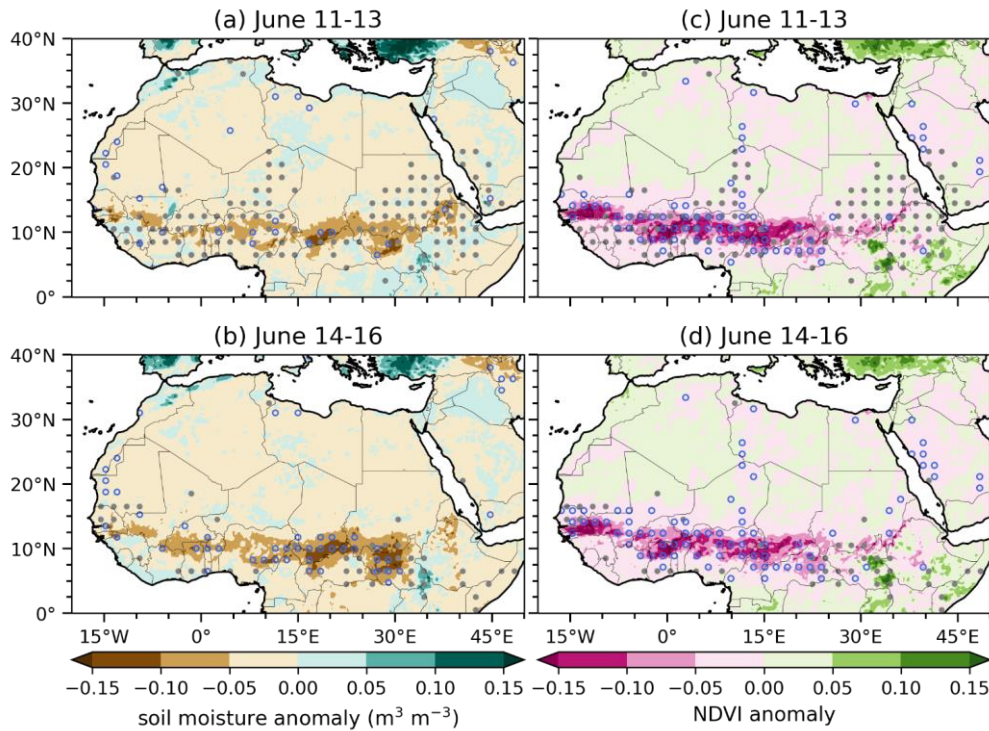 (a) June 11-13
(c) June 11-13
40°N
30°N
20°N
10°N
0°
(b) June 14-16
(d) June 14-16
40°N
30°N
20°N
10°N
0°
15°W 0° 15°E 30°E 45°E
15°W 0° 15°E 30°E 45°E
−0.15 −0.10 −0.05 0.00 0.05 0.10 0.15
−0.15 −0.10 −0.05 0.00 0.05 0.10 0.15
soil moisture anomaly (m³ m⁻³)
NDVI anomaly